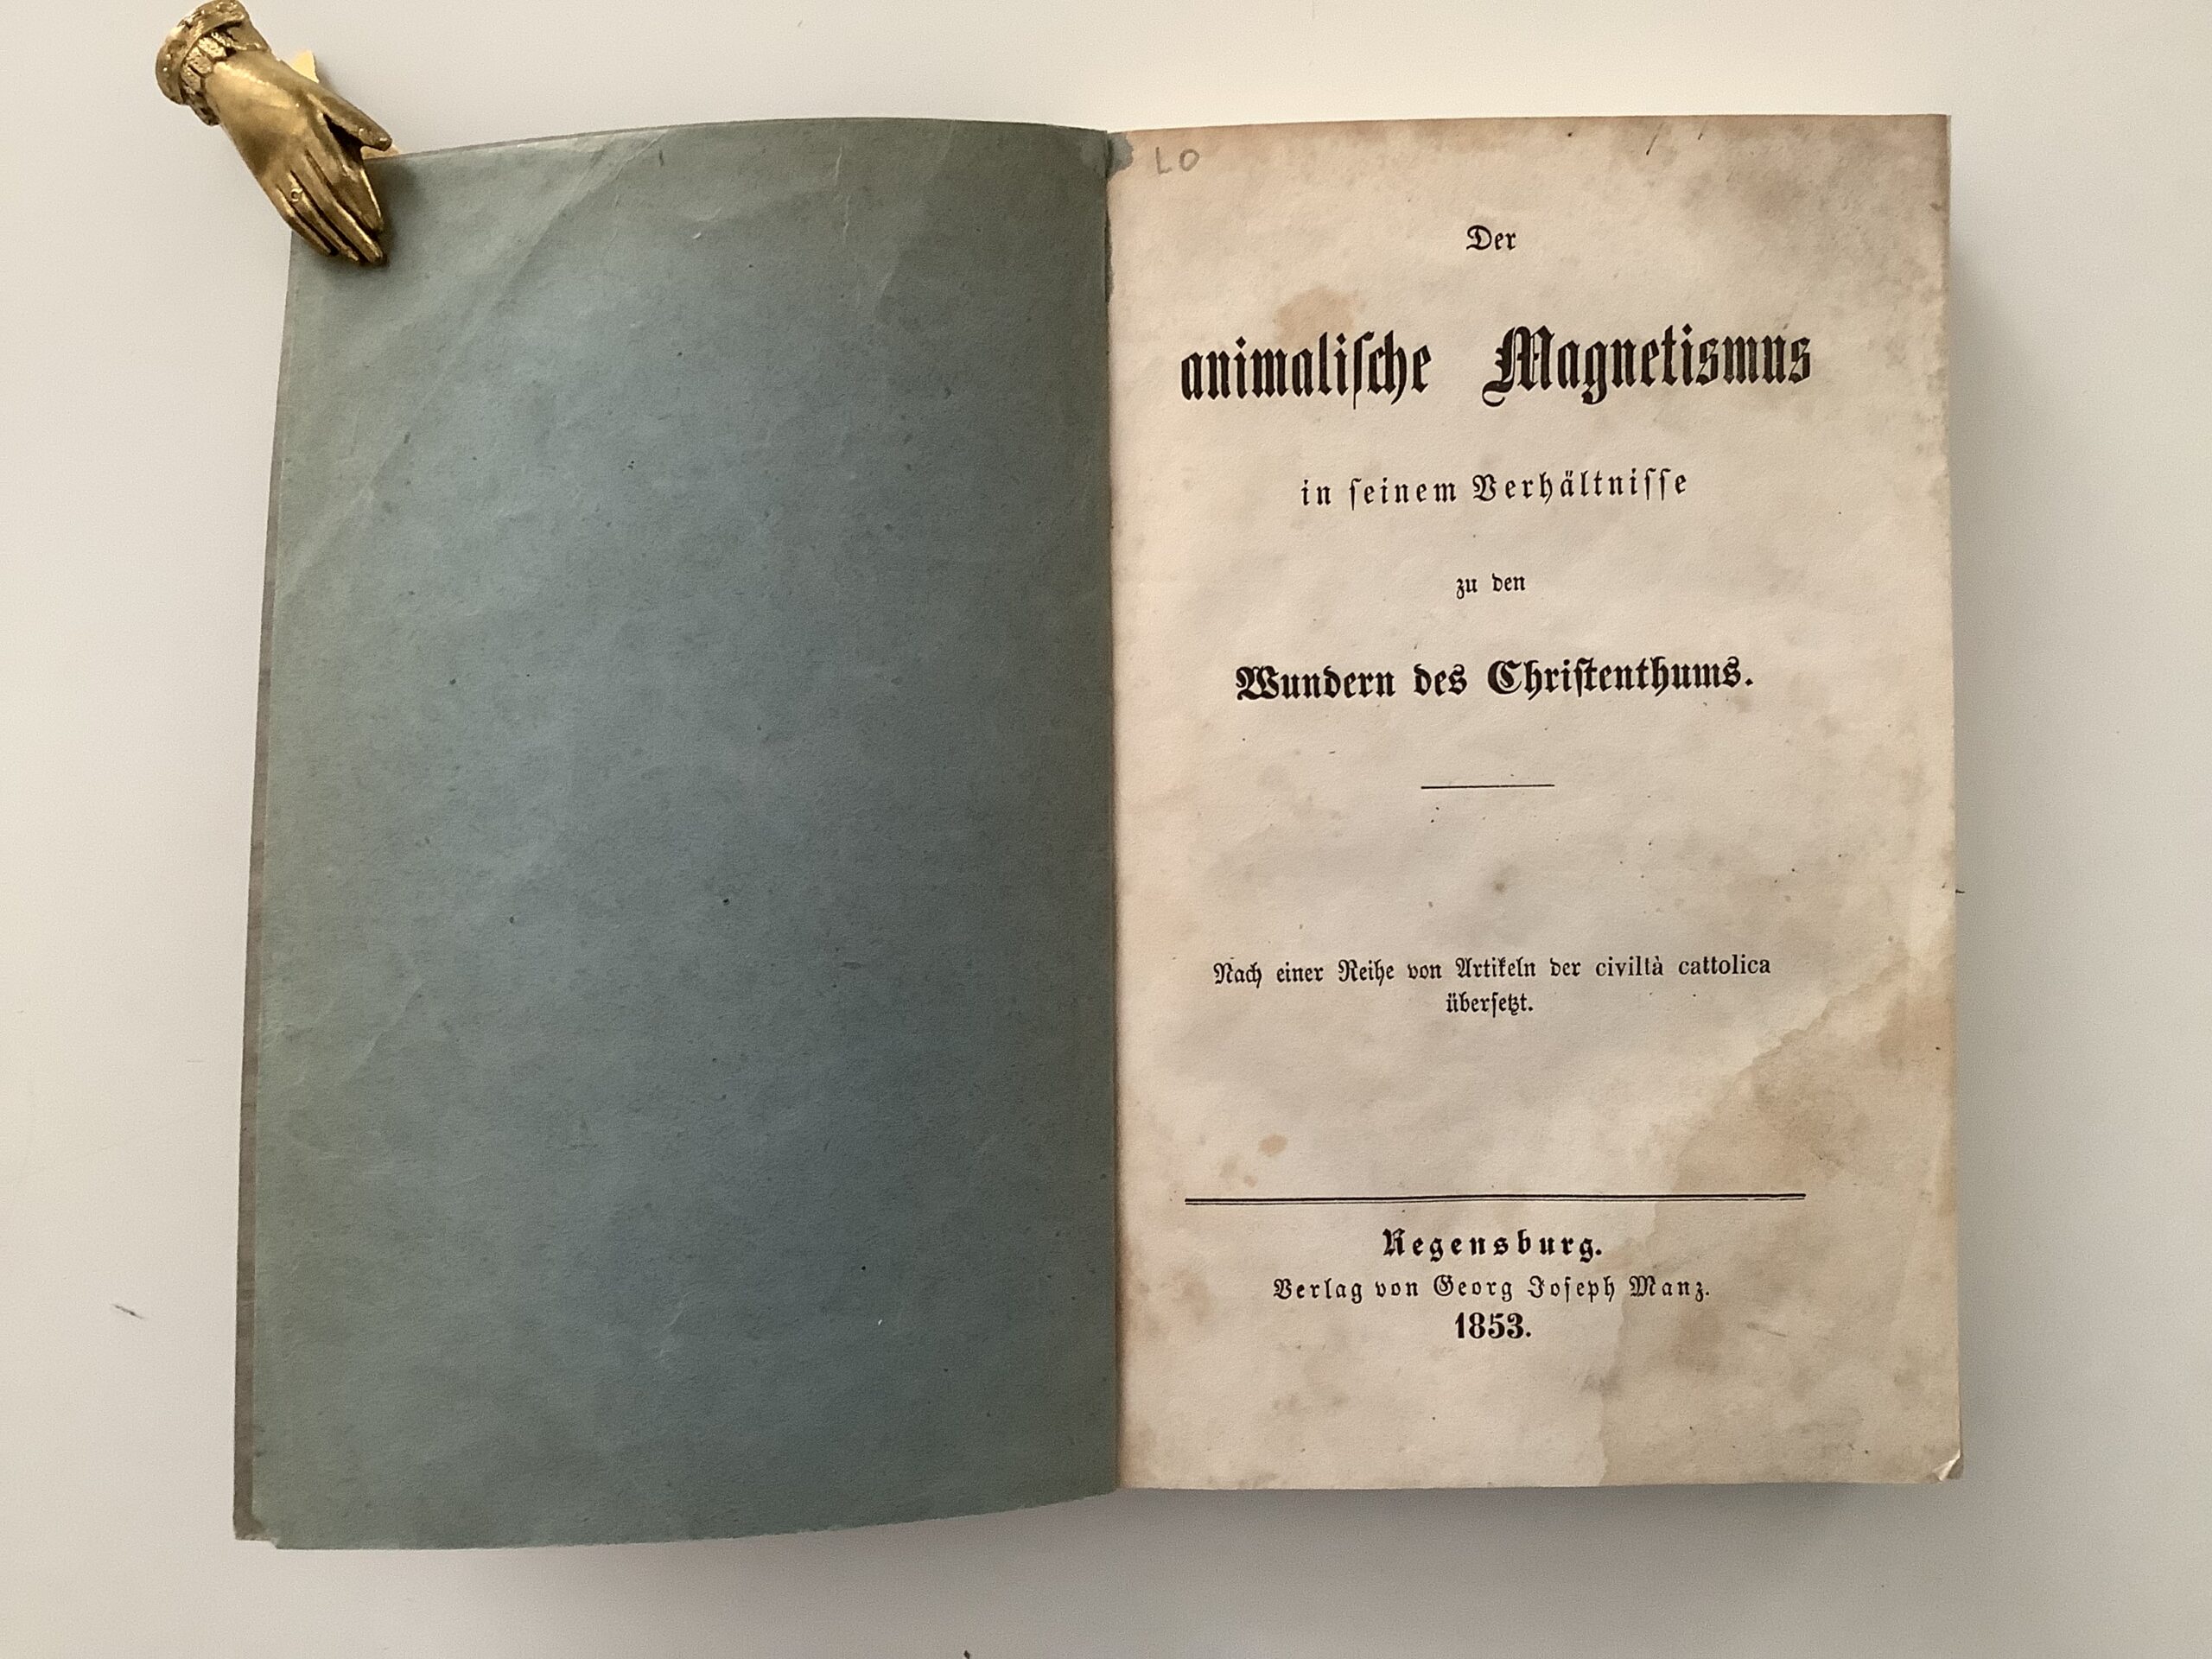 LO
Der
animaliſche Magnetismus
in ſeinem Verhältniſſe
zu den
Wundern des Chriſtenthums.
Nach einer Reihe von Artikeln der civiltà cattolica
überſetzt.
Regensburg.
Verlag von Georg Joſeph Manz.
1853.